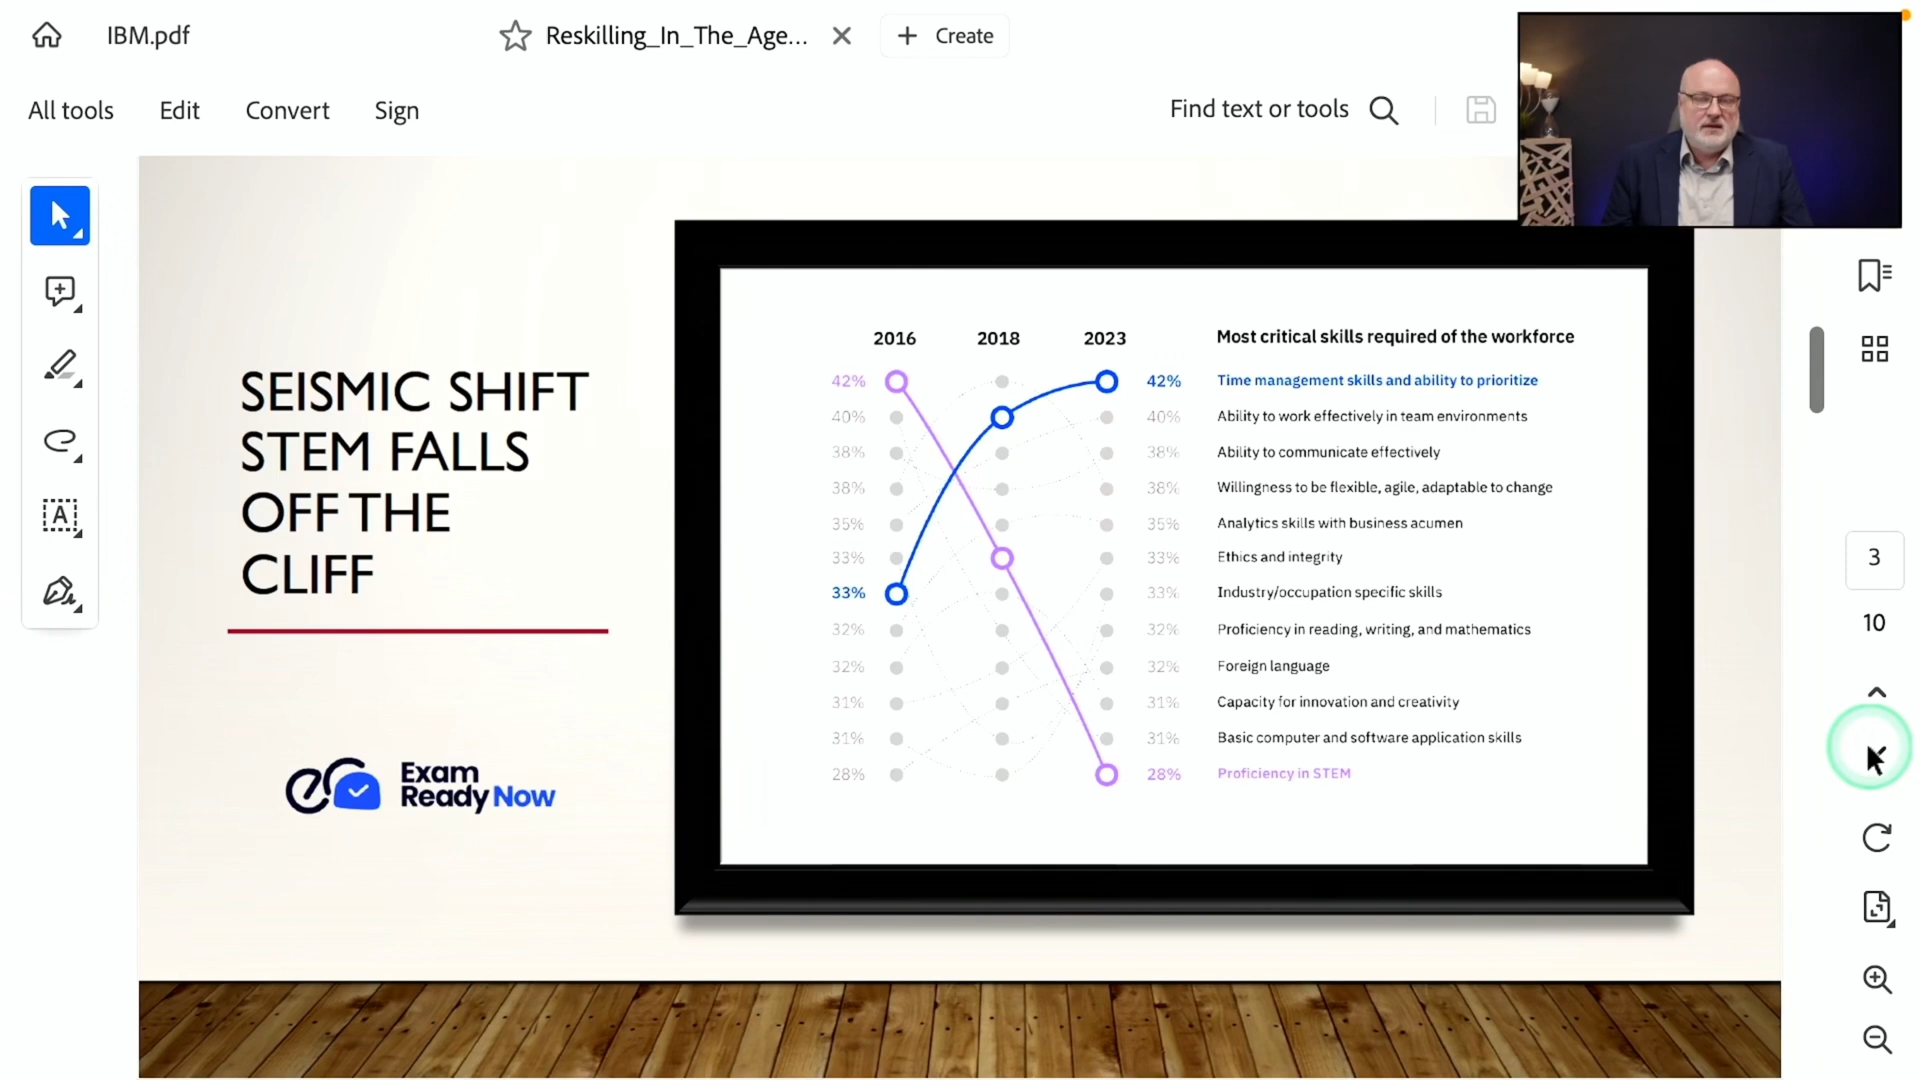 IBM.pdf
Reskilling_In_The_Age...
Create
All tools
Edit
Convert
Sign
Find text or tools
SEISMIC SHIFT
STEM FALLS
OFF THE
CLIFF
Exam
ReadyNow
2016 2018 2023 Most critical skills required of the workforce
42% 42% Time management skills and ability to prioritize
40% 40% Ability to work effectively in team environments
38% 38% Ability to communicate effectively
38% 38% Willingness to be flexible, agile, adaptable to change
35% 35% Analytics skills with business acumen
33% 33% Ethics and integrity
33% 33% Industry/occupation specific skills
32% 32% Proficiency in reading, writing, and mathematics
32% 32% Foreign language
31% 31% Capacity for innovation and creativity
31% 31% Basic computer and software application skills
28% 28% Proficiency in STEM
3
10